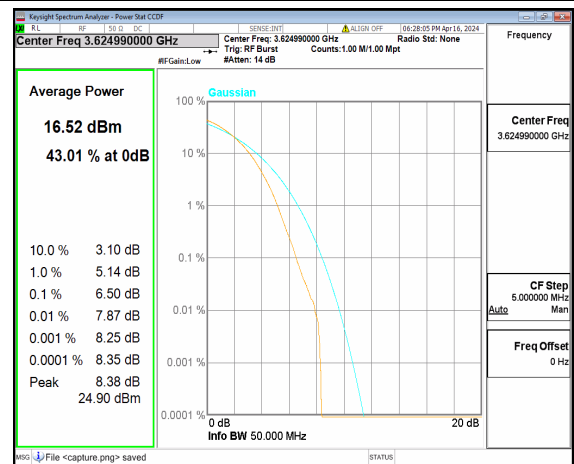 Keysight Spectrum Analyzer - Power Stat CCDF
RL RF 50 Ω DC SENSE:INT ALIGN OFF 06:28:05 PM Apr 16, 2024
Center Freq 3.624990000 GHz
Center Freq: 3.624990000 GHz Radio Std: None
Trig: RF Burst Counts:1.00 M/1.00 Mpt
#IFGain:Low #Atten: 14 dB
Frequency
Average Power
16.52 dBm
43.01 % at 0dB
10.0 % 3.10 dB
1.0 % 5.14 dB
0.1 % 6.50 dB
0.01 % 7.87 dB
0.001 % 8.25 dB
0.0001 % 8.35 dB
Peak 8.38 dB
24.90 dBm
Gaussian
100 %
10 %
1 %
0.1 %
0.01 %
0.001 %
0.0001 %
0 dB 20 dB
Info BW 50.000 MHz
Center Freq
3.624990000 GHz
CF Step
5.000000 MHz
Auto Man
Freq Offset
0 Hz
MSG File <capture.png> saved STATUS